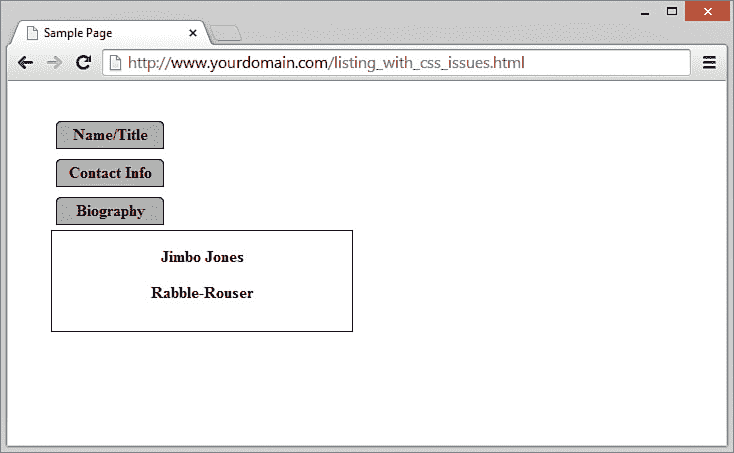 Sample Page
http://www.yourdomain.com/listing_with_css_issues.html
Name/Title
Contact Info
Biography
Jimbo Jones
Rabble-Rouser